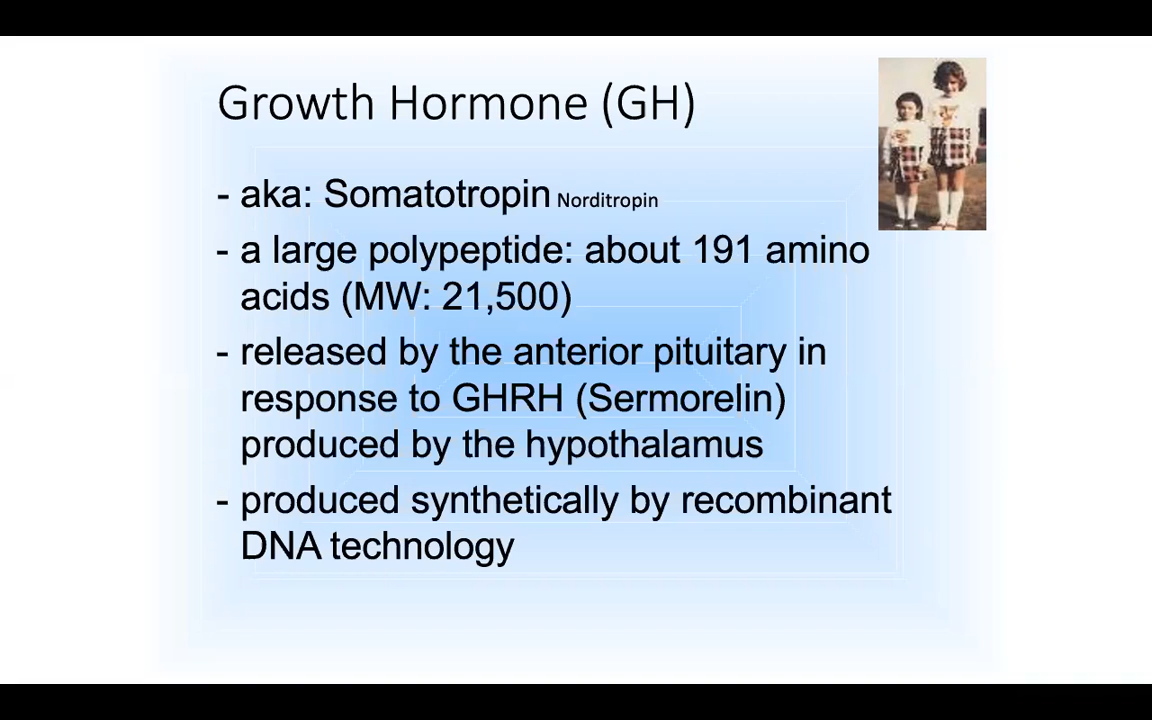 Growth Hormone (GH)
- aka: Somatotropin Norditropin
- a large polypeptide: about 191 amino
acids (MW: 21,500)
- released by the anterior pituitary in
response to GHRH (Sermorelin)
produced by the hypothalamus
- produced synthetically by recombinant
DNA technology